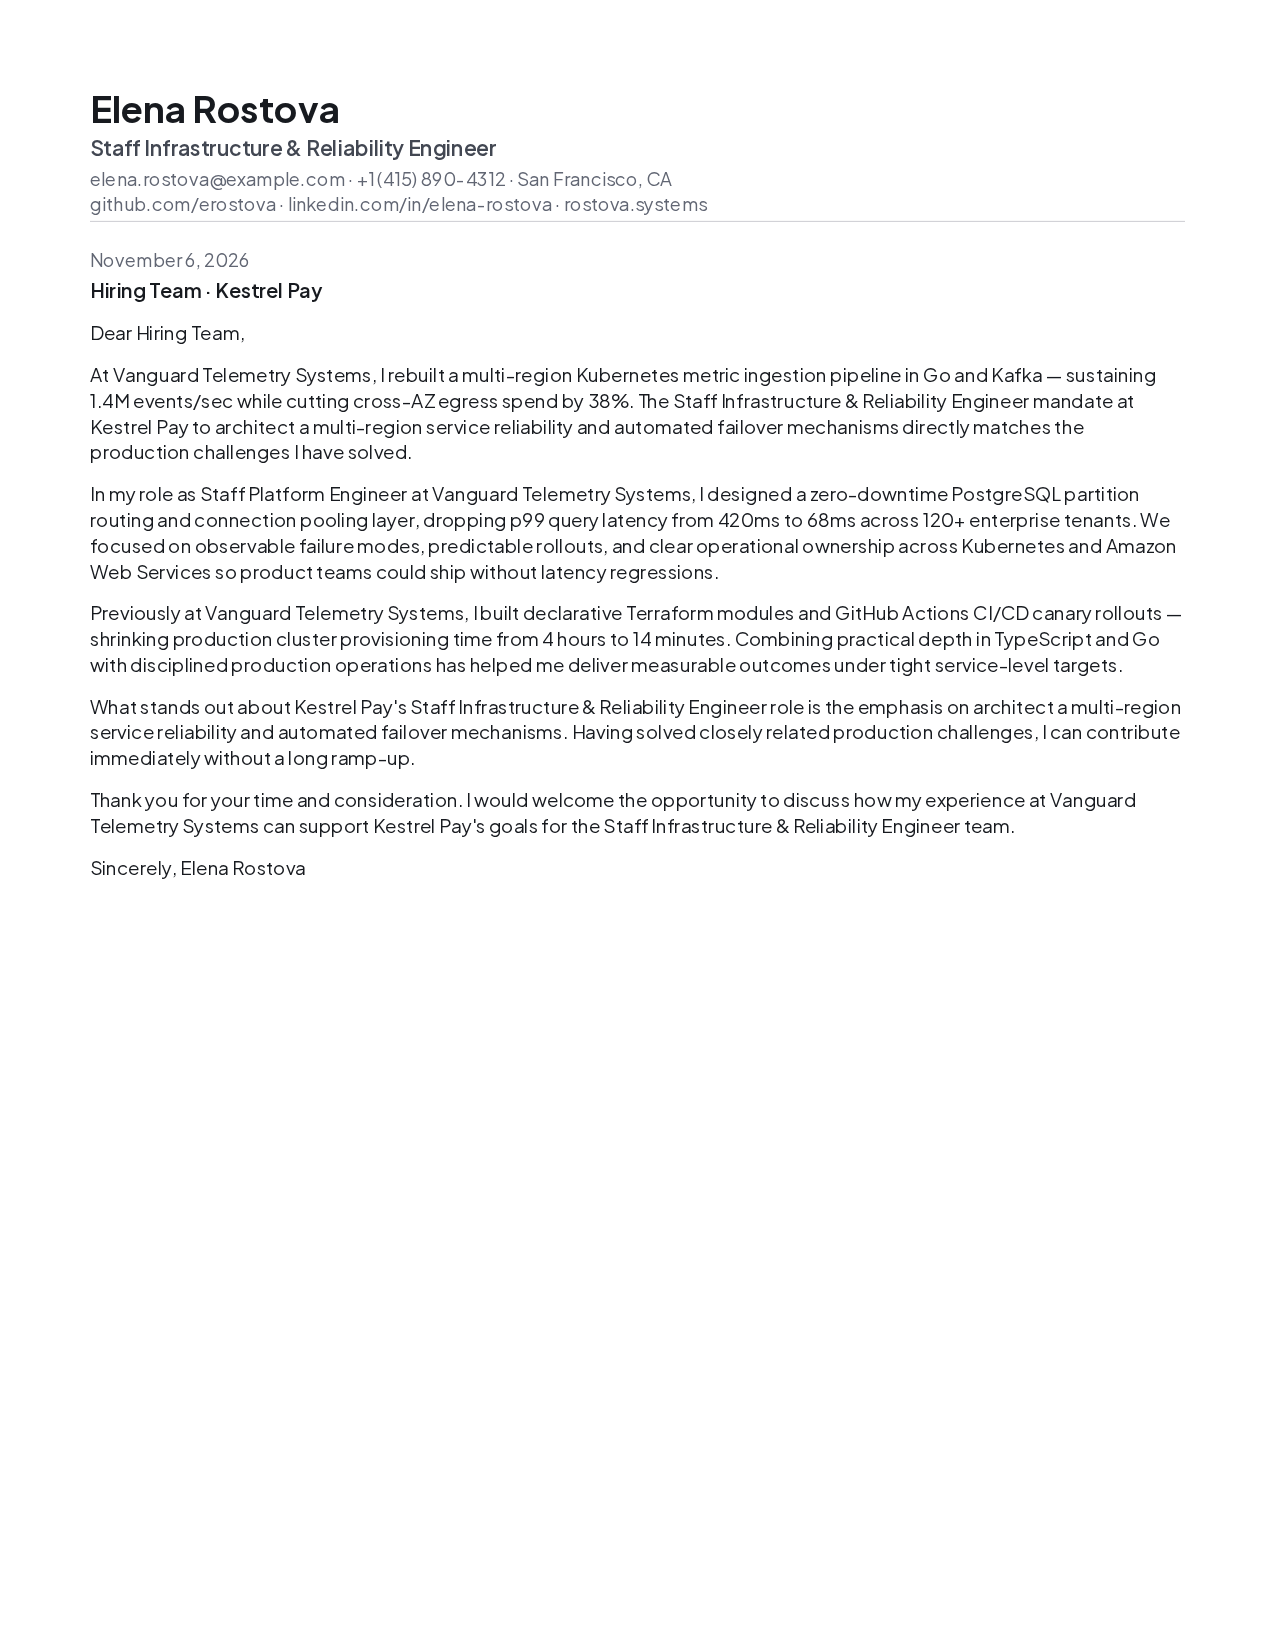 Elena Rostova
Staff Infrastructure & Reliability Engineer
elena.rostova@example.com · +1 (415) 890-4312 · San Francisco, CA
github.com/erostova · linkedin.com/in/elena-rostova · rostova.systems
November 6, 2026
Hiring Team · Kestrel Pay
Dear Hiring Team,
At Vanguard Telemetry Systems, I rebuilt a multi-region Kubernetes metric ingestion pipeline in Go and Kafka — sustaining
1.4M events/sec while cutting cross-AZ egress spend by 38%. The Staff Infrastructure & Reliability Engineer mandate at
Kestrel Pay to architect a multi-region service reliability and automated failover mechanisms directly matches the
production challenges I have solved.
In my role as Staff Platform Engineer at Vanguard Telemetry Systems, I designed a zero-downtime PostgreSQL partition
routing and connection pooling layer, dropping p99 query latency from 420ms to 68ms across 120+ enterprise tenants. We
focused on observable failure modes, predictable rollouts, and clear operational ownership across Kubernetes and Amazon
Web Services so product teams could ship without latency regressions.
Previously at Vanguard Telemetry Systems, I built declarative Terraform modules and GitHub Actions CI/CD canary rollouts —
shrinking production cluster provisioning time from 4 hours to 14 minutes. Combining practical depth in TypeScript and Go
with disciplined production operations has helped me deliver measurable outcomes under tight service-level targets.
What stands out about Kestrel Pay's Staff Infrastructure & Reliability Engineer role is the emphasis on architect a multi-region
service reliability and automated failover mechanisms. Having solved closely related production challenges, I can contribute
immediately without a long ramp-up.
Thank you for your time and consideration. I would welcome the opportunity to discuss how my experience at Vanguard
Telemetry Systems can support Kestrel Pay's goals for the Staff Infrastructure & Reliability Engineer team.
Sincerely, Elena Rostova